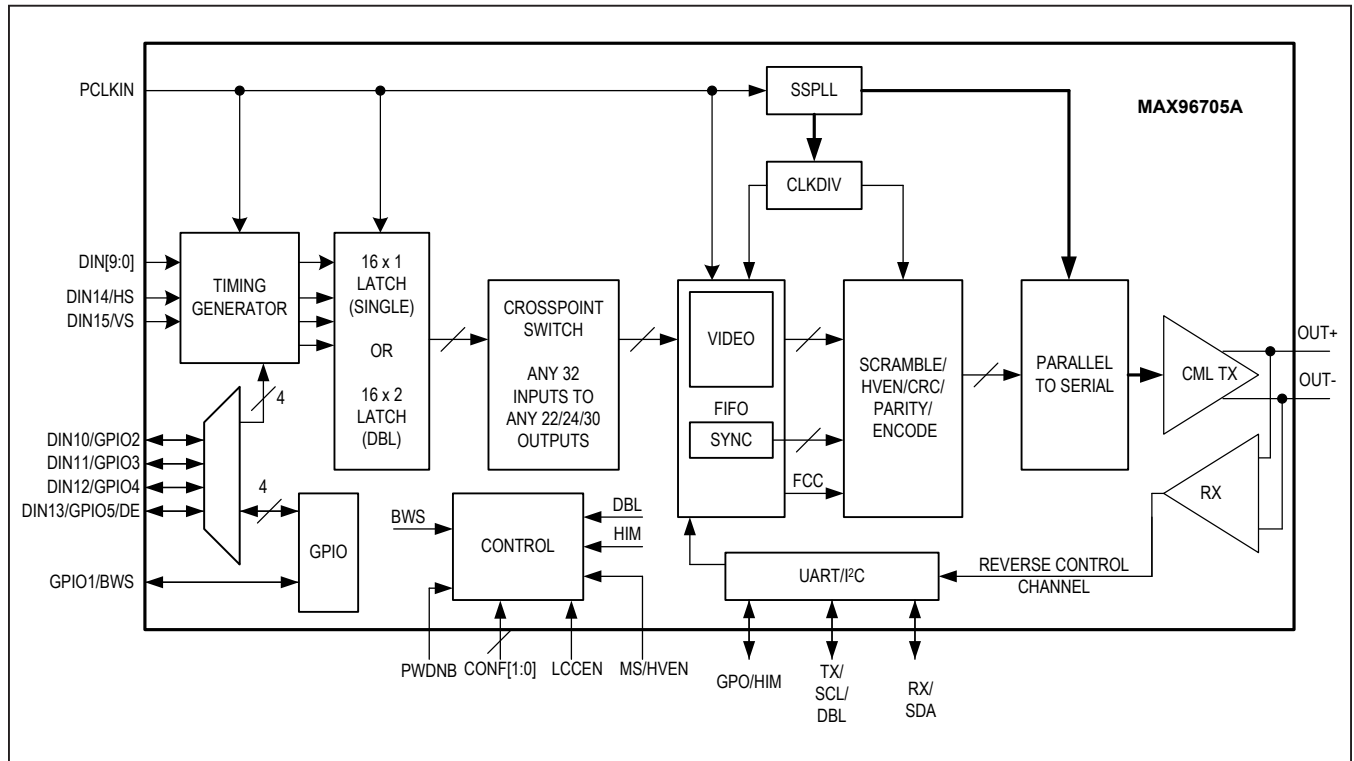 PCLKIN
SSPLL
MAX96705A
CLKDIV
DIN[9:0]
DIN14/HS
DIN15/VS
TIMING
GENERATOR
16 x 1
LATCH
(SINGLE)
OR
16 x 2
LATCH
(DBL)
CROSSPOINT
SWITCH
ANY 32
INPUTS TO
ANY 22/24/30
OUTPUTS
VIDEO
FIFO
SYNC
FCC
SCRAMBLE/
HVEN/CRC/
PARITY/
ENCODE
PARALLEL
TO SERIAL
CML TX
OUT+
OUT-
RX
4
DIN10/GPIO2
DIN11/GPIO3
DIN12/GPIO4
DIN13/GPIO5/DE
4
GPIO
GPIO1/BWS
BWS
CONTROL
DBL
HIM
UART/I²C
REVERSE CONTROL
CHANNEL
PWDNB
CONF[1:0]
LCCEN
MS/HVEN
GPO/HIM
TX/
SCL/
DBL
RX/
SDA